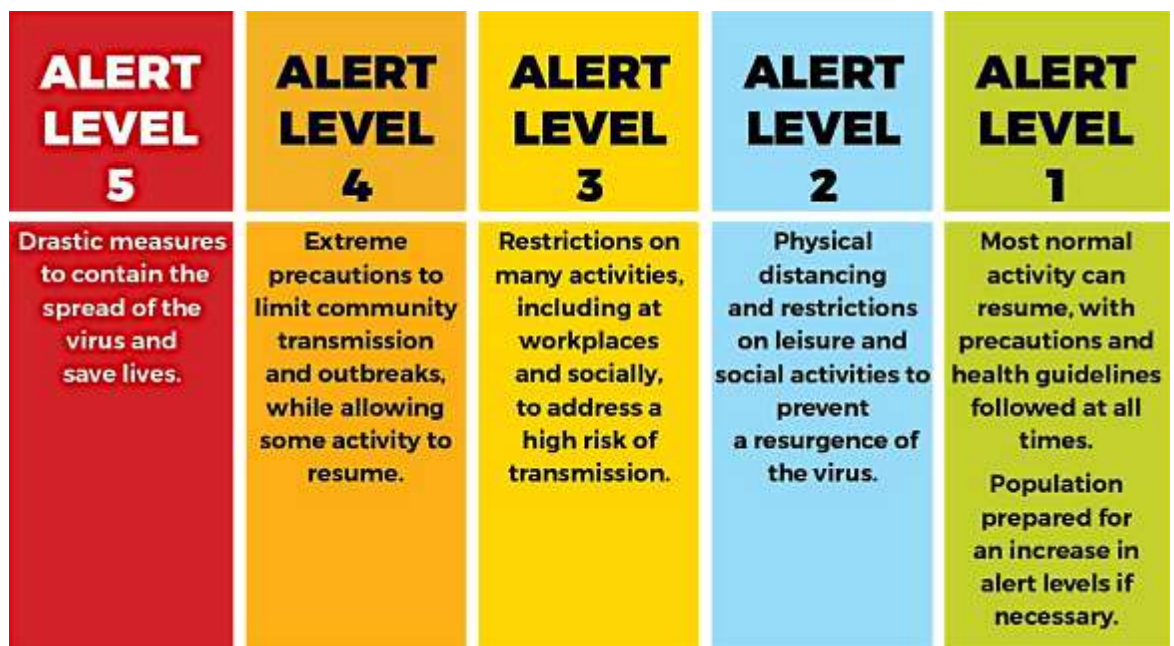 ALERT
LEVEL
5
Drastic measures
to contain the
spread of the
virus and
save lives.
ALERT
LEVEL
4
Extreme
precautions to
limit community
transmission
and outbreaks,
while allowing
some activity to
resume.
ALERT
LEVEL
3
Restrictions on
many activities,
including at
workplaces
and socially,
to address a
high risk of
transmission.
ALERT
LEVEL
2
Physical
distancing
and restrictions
on leisure and
social activities to
prevent
a resurgence of
the virus.
ALERT
LEVEL
1
Most normal
activity can
resume, with
precautions and
health guidelines
followed at all
times.
Population
prepared for
an increase in
alert levels if
necessary.